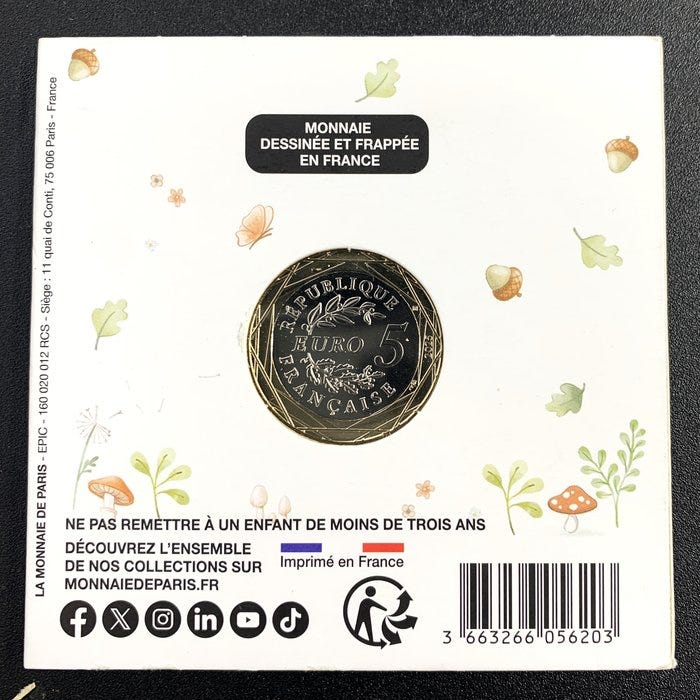 MONNAIE
DESSINÉE ET FRAPPÉE
EN FRANCE
LA MONNAIE DE PARIS - EPIC - 160 020 012 RCS - Siège : 11 quai de Conti, 75 006 Paris - France
RÉPUBLIQUE
EURO 5
2025
FRANÇAISE
NE PAS REMETTRE À UN ENFANT DE MOINS DE TROIS ANS
DÉCOUVREZ L'ENSEMBLE
DE NOS COLLECTIONS SUR
MONNAIEDEPARIS.FR
Imprimé en France
3 663266 056203